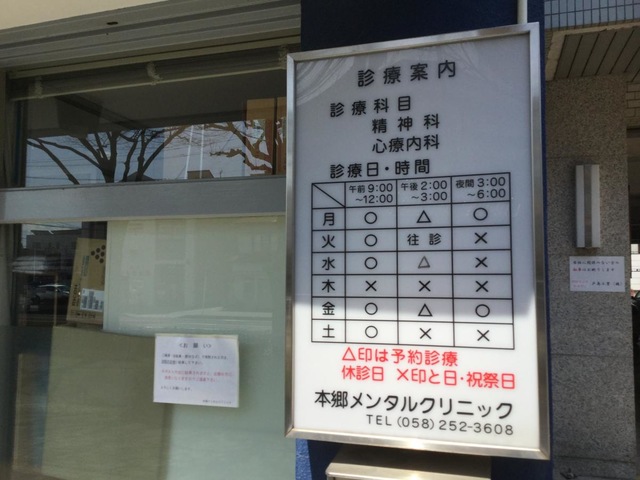 診療案内
診療科目
精神科
心療内科
診療日・時間
午前 9:00 ～12:00 午後 2:00 ～3:00 夜間 3:00 ～6:00
月 ○ △ ○
火 ○ 往診 ×
水 ○ △ ×
木 × × ×
金 ○ △ ○
土 ○ × ×
△印は予約診療
休診日 ×印と日・祝祭日
本郷メンタルクリニック
TEL (058) 252-3608